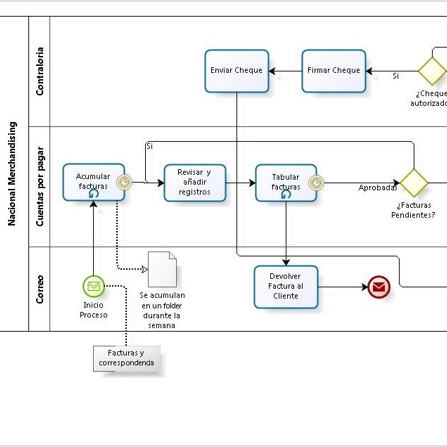 Nacional Merchandising
Contraloria
Enviar Cheque
Firmar Cheque
Si
¿Cheque
autorizado
Cuentas por pagar
Si
Acumular
facturas
Revisar y
añadir
registros
Tabular
facturas
Aprobadas
¿Facturas
Pendientes?
Correo
Inicio
Proceso
Se acumulan
en un folder
durante la
semana
Devolver
Factura al
Cliente
Facturas y
correspondenda